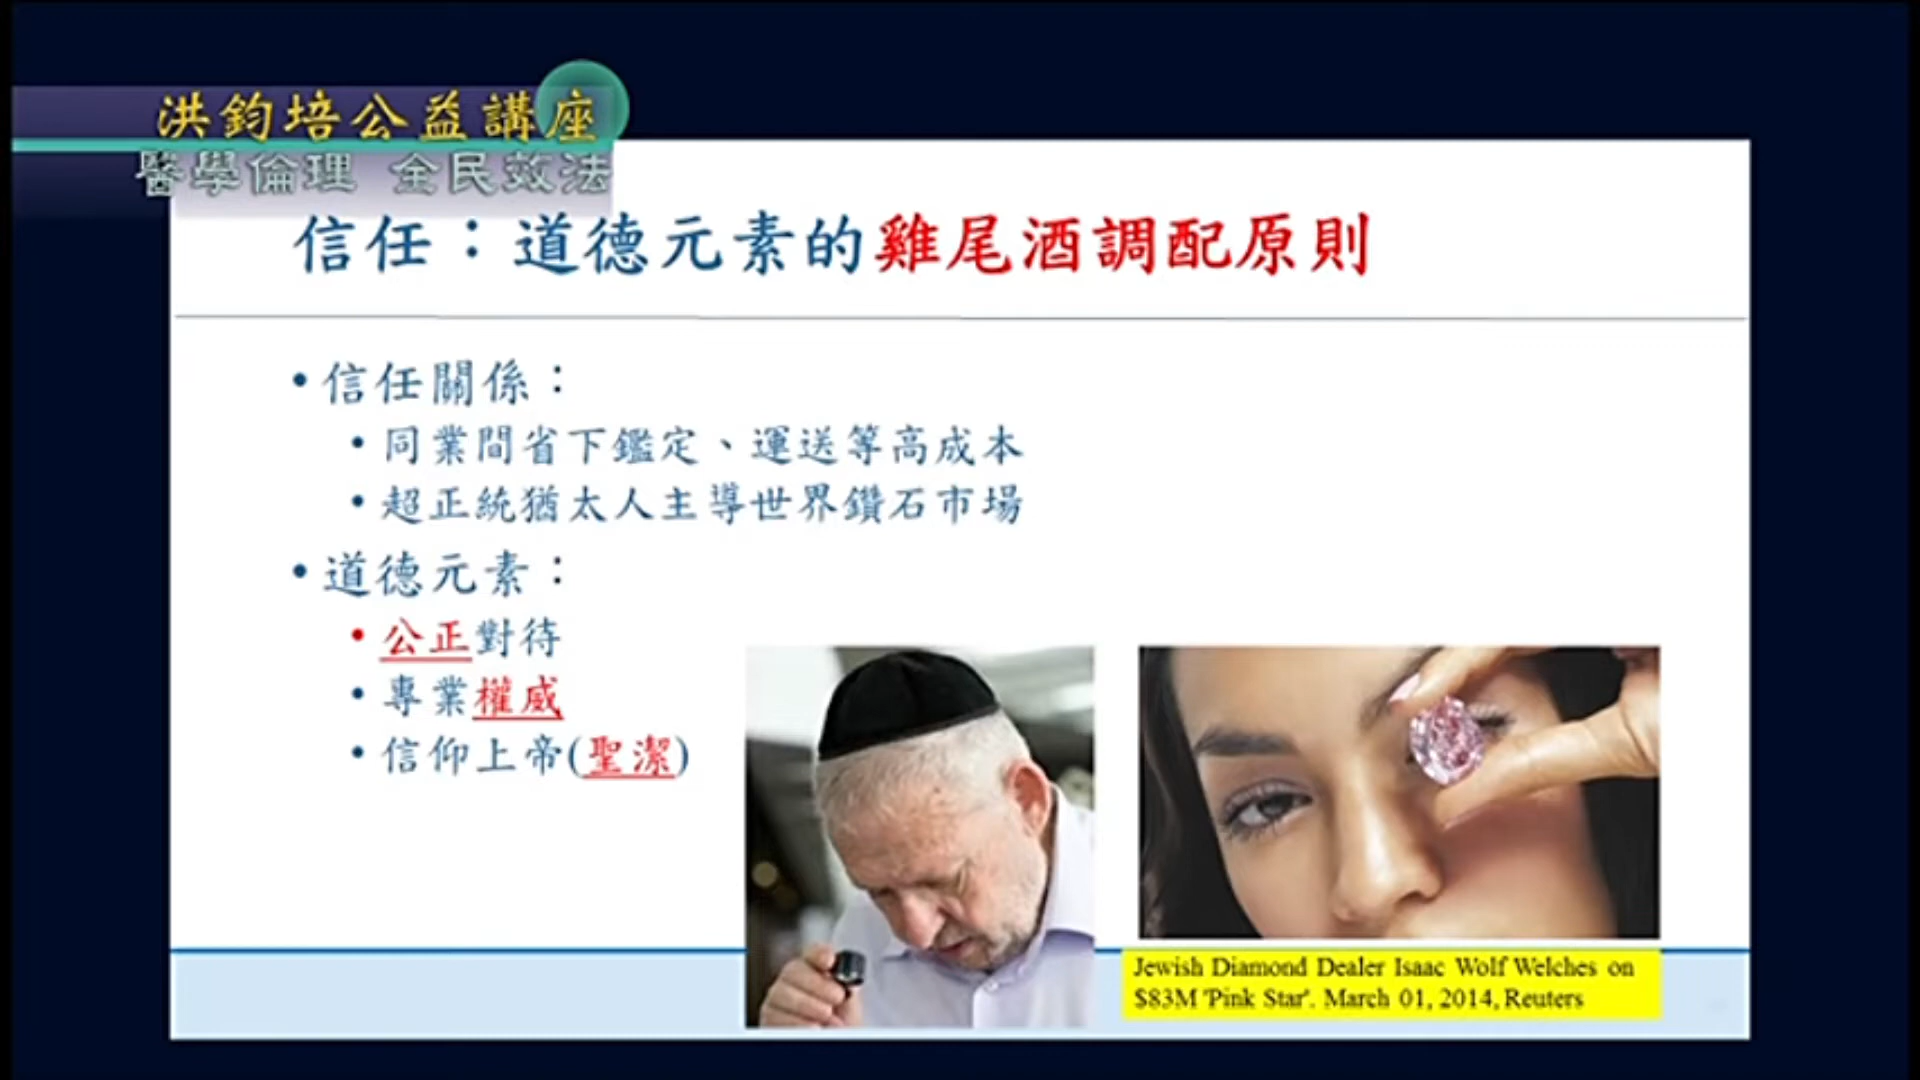 洪鈞培公益講座
醫學倫理 全民效法
信任：道德元素的雞尾酒調配原則
•信任關係：
•同業間省下鑑定、運送等高成本
•超正統猶太人主導世界鑽石市場
•道德元素：
•公正對待
•專業權威
•信仰上帝(聖潔)
Jewish Diamond Dealer Isaac Wolf Welches on
$83M 'Pink Star'. March 01, 2014, Reuters